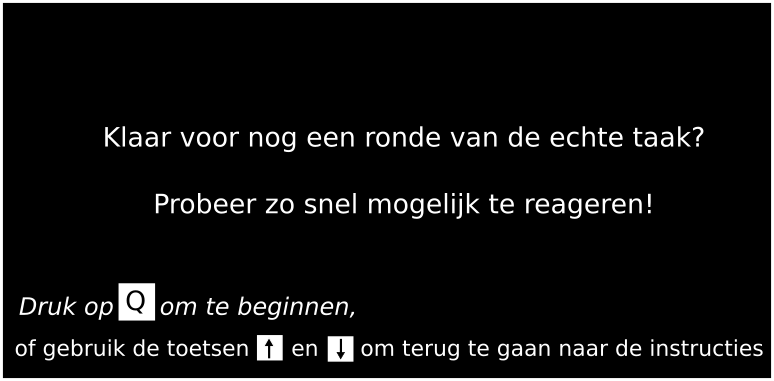 Klaar voor nog een ronde van de echte taak?
Probeer zo snel mogelijk te reageren!
Druk op Q om te beginnen,
of gebruik de toetsen ↑ en ↓ om terug te gaan naar de instructies